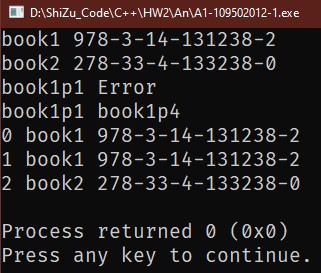 D:\ShiZu_Code\C++\HW2\An\A1-109502012-1.exe
book1 978-3-14-131238-2
book2 278-33-4-133238-0
book1p1 Error
book1p1 book1p4
0 book1 978-3-14-131238-2
1 book1 978-3-14-131238-2
2 book2 278-33-4-133238-0
Process returned 0 (0x0)
Press any key to continue.